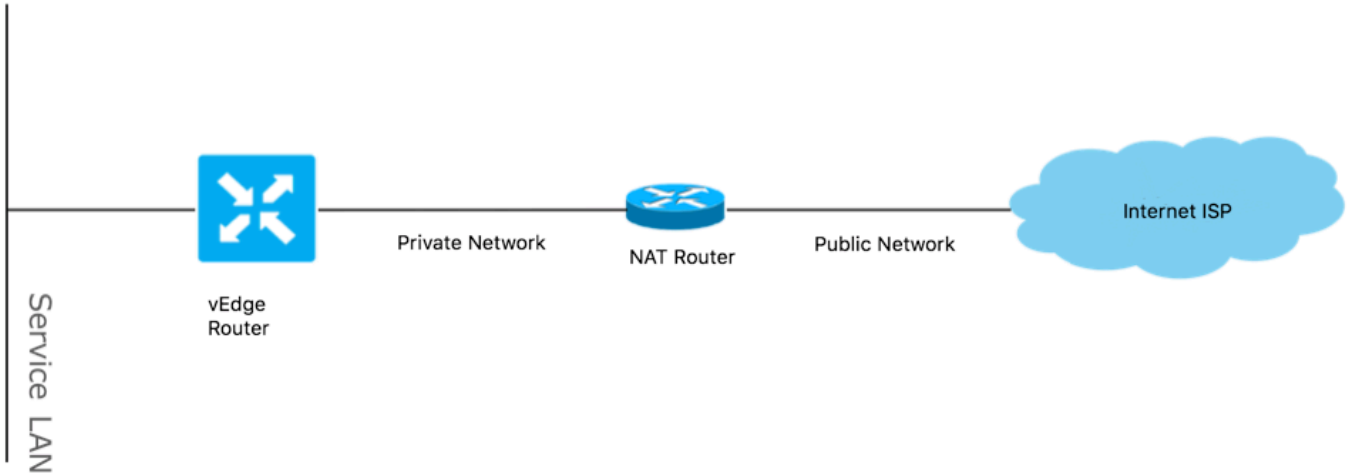 Private Network
NAT Router
Public Network
Internet ISP
vEdge
Router
Service LAN